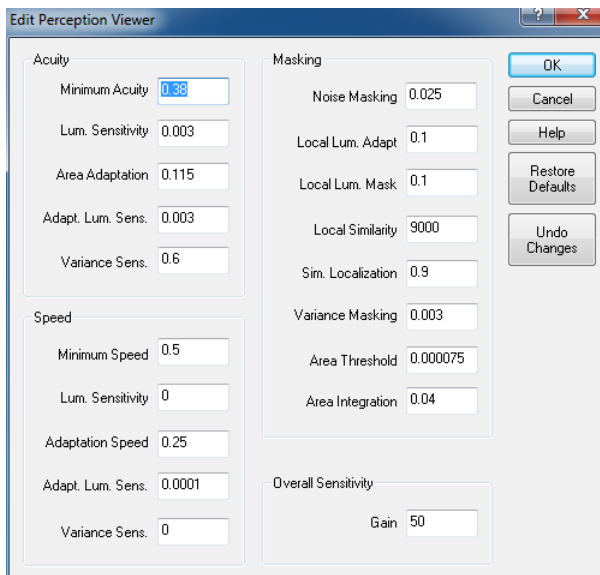 Edit Perception Viewer
? X
Acuity
Minimum Acuity 0.38
Lum. Sensitivity 0.003
Area Adaptation 0.115
Adapt. Lum. Sens. 0.003
Variance Sens. 0.6
Speed
Minimum Speed 0.5
Lum. Sensitivity 0
Adaptation Speed 0.25
Adapt. Lum. Sens. 0.0001
Variance Sens. 0
Masking
Noise Masking 0.025
Local Lum. Adapt 0.1
Local Lum. Mask 0.1
Local Similarity 9000
Sim. Localization 0.9
Variance Masking 0.003
Area Threshold 0.000075
Area Integration 0.04
Overall Sensitivity
Gain 50
OK
Cancel
Help
Restore
Defaults
Undo
Changes